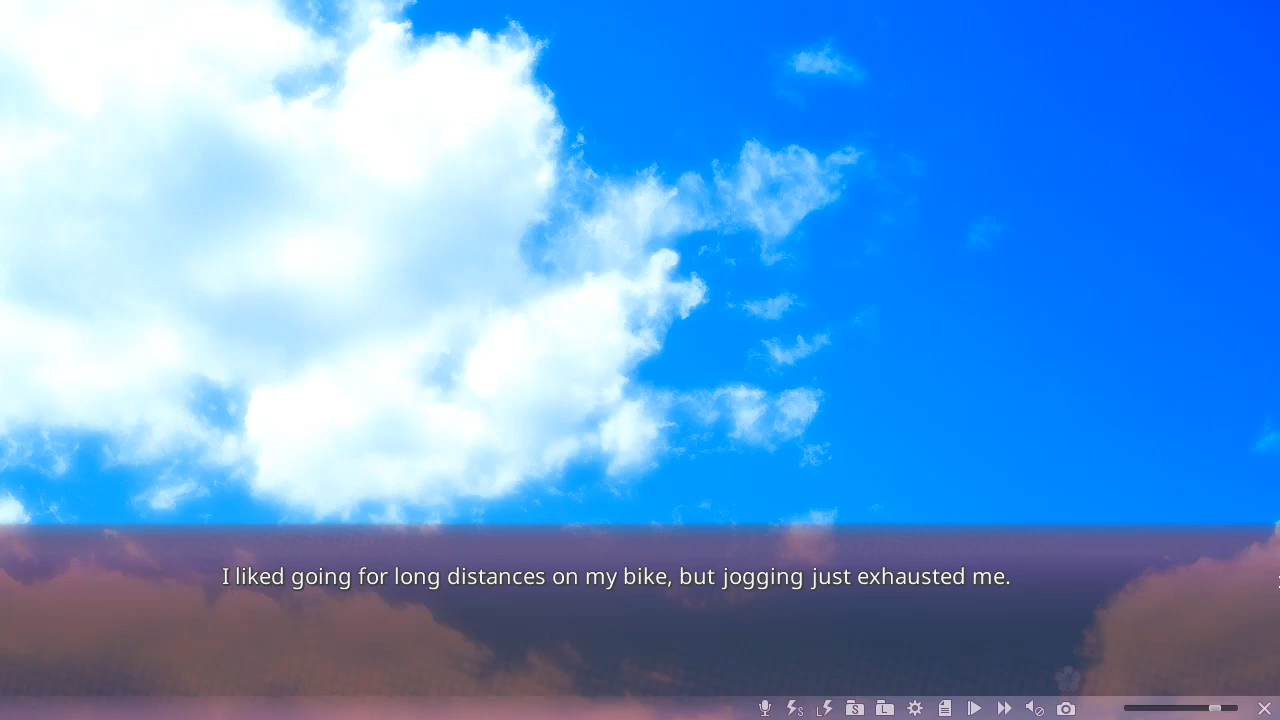 I liked going for long distances on my bike, but jogging just exhausted me.
S
L
S
L